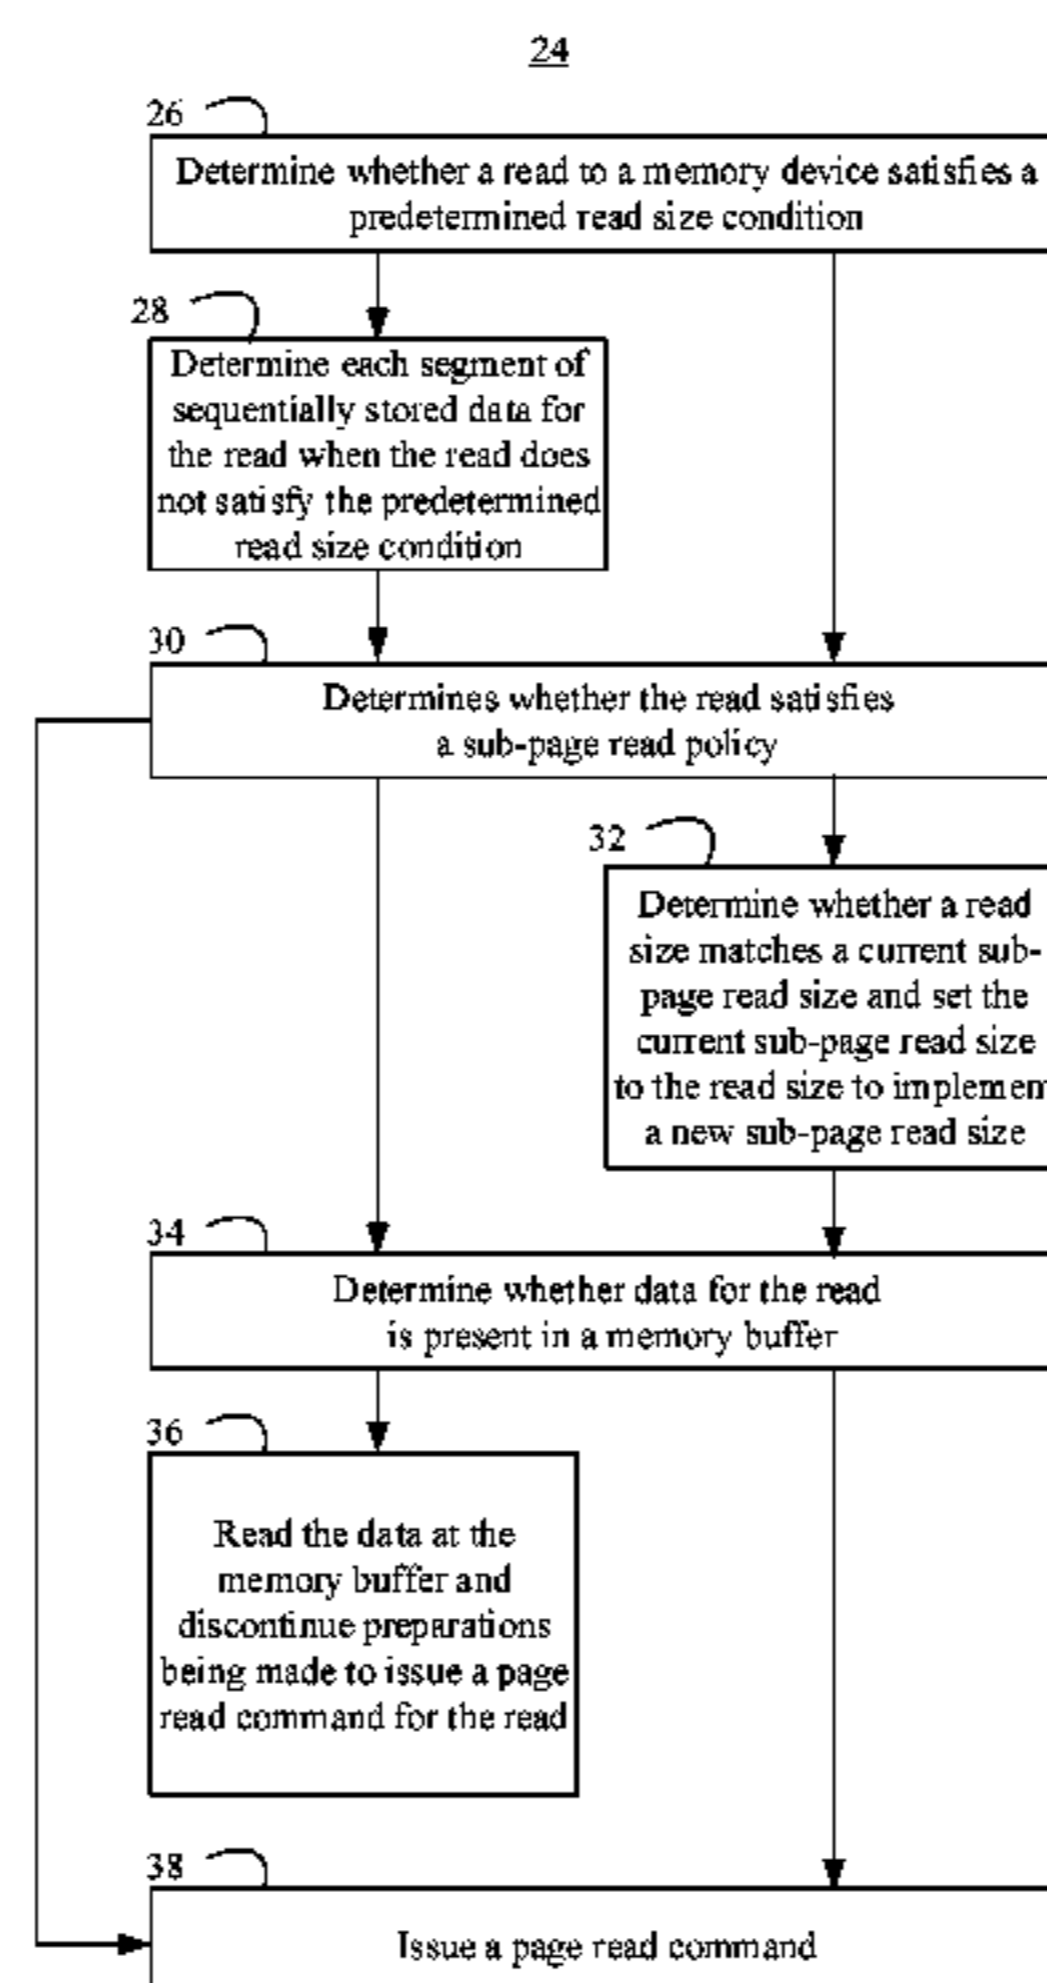 24
26
Determine whether a read to a memory device satisfies a
predetermined read size condition
28
Determine each segment of
sequentially stored data for
the read when the read does
not satisfy the predetermined
read size condition
30
Determines whether the read satisfies
a sub-page read policy
32
Determine whether a read
size matches a current sub-
page read size and set the
current sub-page read size
to the read size to implemen
a new sub-page read size
34
Determine whether data for the read
is present in a memory buffer
36
Read the data at the
memory buffer and
discontinue preparations
being made to issue a page
read command for the read
38
Issue a page read command